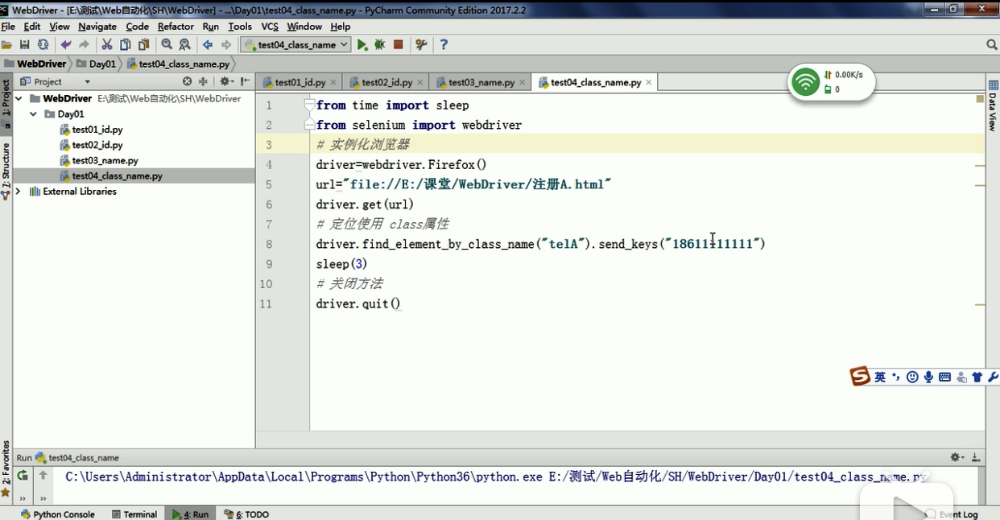 WebDriver - [E:\测试\Web自动化\SH\WebDriver] - ...\Day01\test04_class_name.py - PyCharm Community Edition 2017.2.2
File Edit View Navigate Code Refactor Run Tools VCS Window Help
test04_class_name
WebDriver Day01 test04_class_name.py
Project
test01_id.py test02_id.py test03_name.py test04_class_name.py
0.00K/s
0
1: Project
Z: Structure
2: Favorites
Data View
WebDriver E:\测试\Web自动化\SH\WebDriver
Day01
test01_id.py
test02_id.py
test03_name.py
test04_class_name.py
External Libraries
1 from time import sleep
2 from selenium import webdriver
3 # 实例化浏览器
4 driver=webdriver.Firefox()
5 url="file://E:/课堂/WebDriver/注册A.html"
6 driver.get(url)
7 # 定位使用 class属性
8 driver.find_element_by_class_name("telA").send_keys("18611111111")
9 sleep(3)
10 # 关闭方法
11 driver.quit()
英
Run test04_class_name
C:\Users\Administrator\AppData\Local\Programs\Python\Python36\python.exe E:/测试/Web自动化/SH/WebDriver/Day01/test04_class_name.py
Python Console Terminal 4: Run 6: TODO Event Log